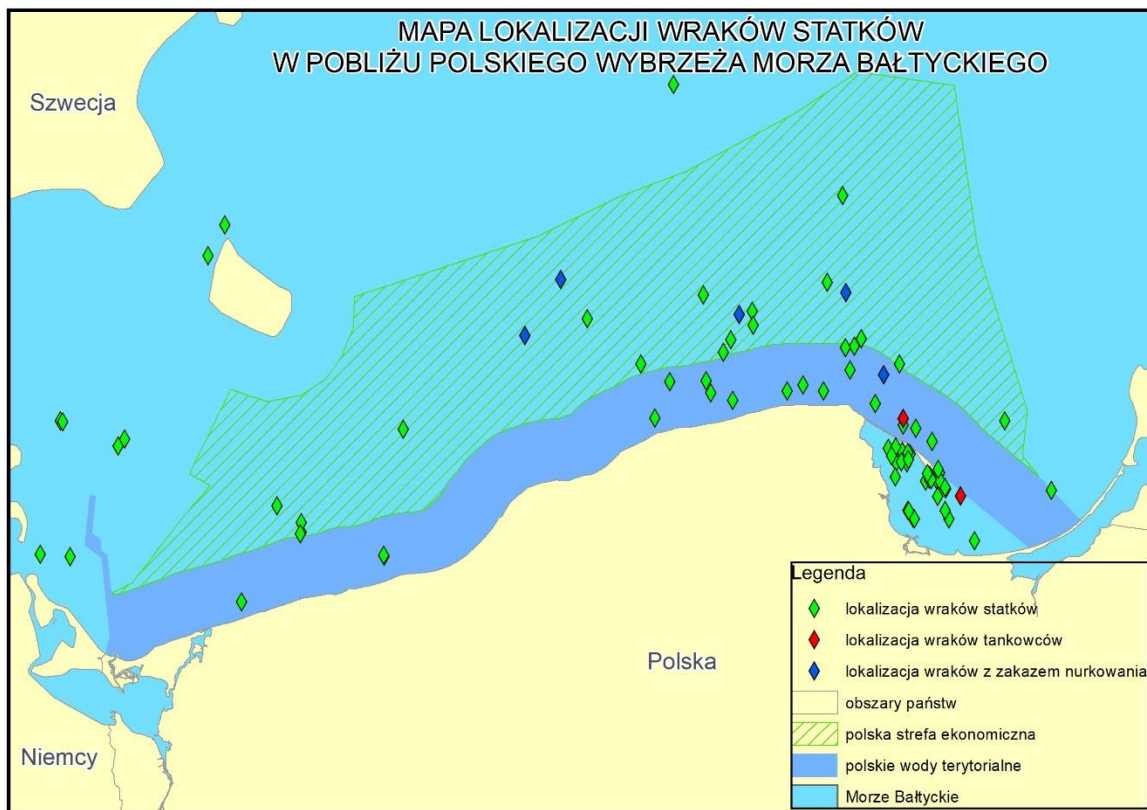 MAPA LOKALIZACJI WRAKÓW STATKÓW
W POBLIŻU POLSKIEGO WYBRZEŻA MORZA BAŁTYCKIEGO
Szwecja
Polska
Niemcy
Legenda
lokalizacja wraków statków
lokalizacja wraków tankowców
lokalizacja wraków z zakazem nurkowania
obszary państw
polska strefa ekonomiczna
polskie wody terytorialne
Morze Bałtyckie